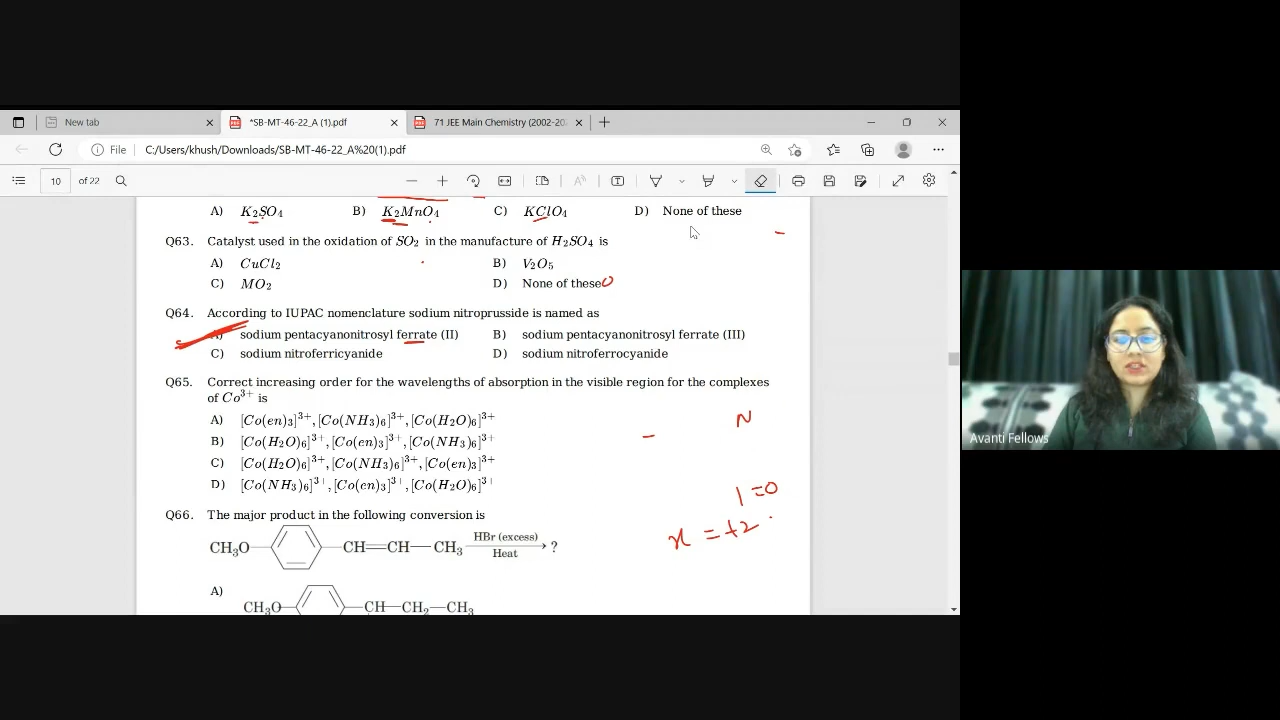 New tab
*SB-MT-46-22_A (1).pdf
71 JEE Main Chemistry (2002-202
File
C:/Users/khush/Downloads/SB-MT-46-22_A%20(1).pdf
10 of 22
A) K₂SO₄ B) K₂MnO₄ C) KClO₄ D) None of these
Q63. Catalyst used in the oxidation of SO₂ in the manufacture of H₂SO₄ is
A) CuCl₂ B) V₂O₅
C) MO₂ D) None of these
Q64. According to IUPAC nomenclature sodium nitroprusside is named as
sodium pentacyanonitrosyl ferrate (II) B) sodium pentacyanonitrosyl ferrate (III)
C) sodium nitroferricyanide D) sodium nitroferrocyanide
Q65. Correct increasing order for the wavelengths of absorption in the visible region for the complexes
of Co³⁺ is
A) [Co(en)₃]³⁺, [Co(NH₃)₆]³⁺, [Co(H₂O)₆]³⁺
B) [Co(H₂O)₆]³⁺, [Co(en)₃]³⁺, [Co(NH₃)₆]³⁺
C) [Co(H₂O)₆]³⁺, [Co(NH₃)₆]³⁺, [Co(en)₃]³⁺
D) [Co(NH₃)₆]³⁺, [Co(en)₃]³⁺, [Co(H₂O)₆]³⁺
N
1 = 0
x = +2
Q66. The major product in the following conversion is
CH₃O CH=CH—CH₃ HBr (excess) Heat ?
A)
CH₃O CH—CH₂—CH₃
Avanti Fellows